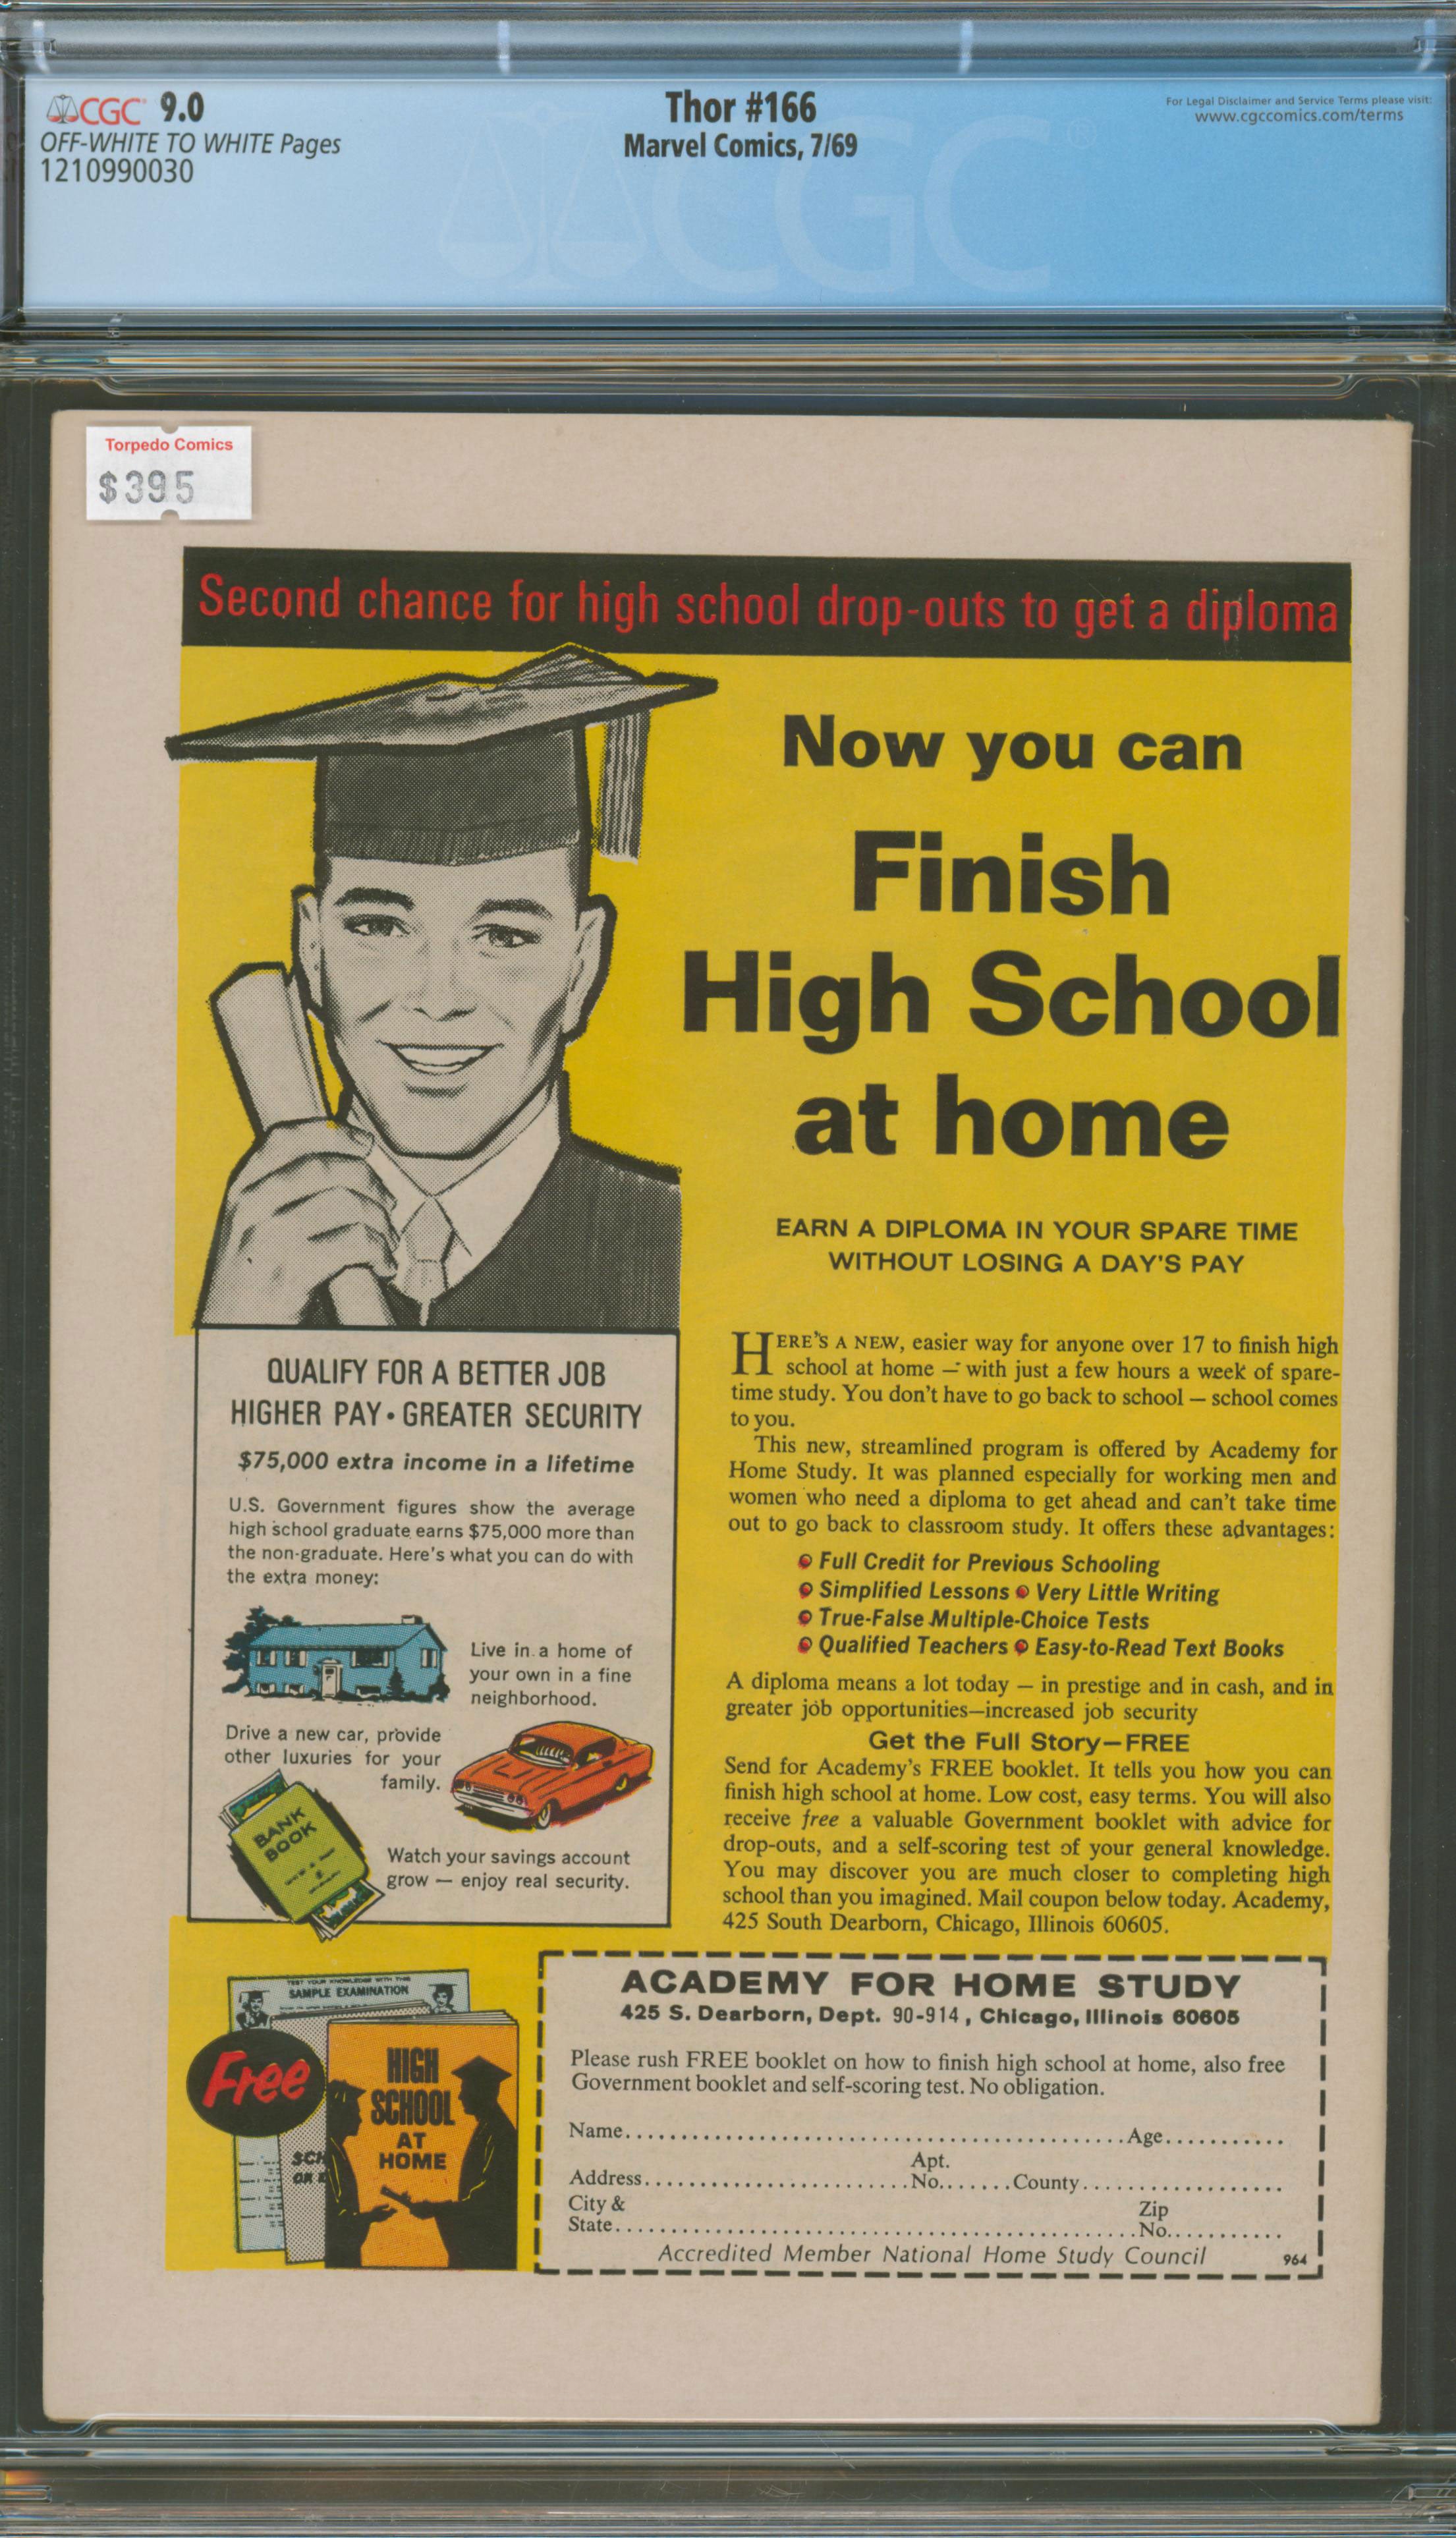 CGC 9.0
OFF-WHITE TO WHITE Pages
1210990030
Thor #166
Marvel Comics, 7/69
For Legal Disclaimer and Service Terms please visit:
www.cgccomics.com/terms
CGC
Torpedo Comics
$395
Second chance for high school drop-outs to get a diploma
Now you can
Finish
High School
at home
EARN A DIPLOMA IN YOUR SPARE TIME
WITHOUT LOSING A DAY'S PAY
QUALIFY FOR A BETTER JOB
HIGHER PAY • GREATER SECURITY
$75,000 extra income in a lifetime
U.S. Government figures show the average
high school graduate earns $75,000 more than
the non-graduate. Here's what you can do with
the extra money:
Live in a home of
your own in a fine
neighborhood.
Drive a new car, provide
other luxuries for your
family.
BANK
BOOK
Watch your savings account
grow — enjoy real security.
HERE'S A NEW, easier way for anyone over 17 to finish high
school at home — with just a few hours a week of spare-
time study. You don't have to go back to school — school comes
to you.
This new, streamlined program is offered by Academy for
Home Study. It was planned especially for working men and
women who need a diploma to get ahead and can't take time
out to go back to classroom study. It offers these advantages:
• Full Credit for Previous Schooling
• Simplified Lessons • Very Little Writing
• True-False Multiple-Choice Tests
• Qualified Teachers • Easy-to-Read Text Books
A diploma means a lot today — in prestige and in cash, and in
greater job opportunities—increased job security
Get the Full Story—FREE
Send for Academy's FREE booklet. It tells you how you can
finish high school at home. Low cost, easy terms. You will also
receive free a valuable Government booklet with advice for
drop-outs, and a self-scoring test of your general knowledge.
You may discover you are much closer to completing high
school than you imagined. Mail coupon below today. Academy,
425 South Dearborn, Chicago, Illinois 60605.
TEST YOUR KNOWLEDGE WITH THIS
SAMPLE EXAMINATION
Free
SCH
OR
HIGH
SCHOOL
AT
HOME
ACADEMY FOR HOME STUDY
425 S. Dearborn, Dept. 90-914, Chicago, Illinois 60605
Please rush FREE booklet on how to finish high school at home, also free
Government booklet and self-scoring test. No obligation.
Name.......................................................Age............
Apt.
Address.............................No.......County......................
City & Zip
State.........................................................No............
Accredited Member National Home Study Council 964